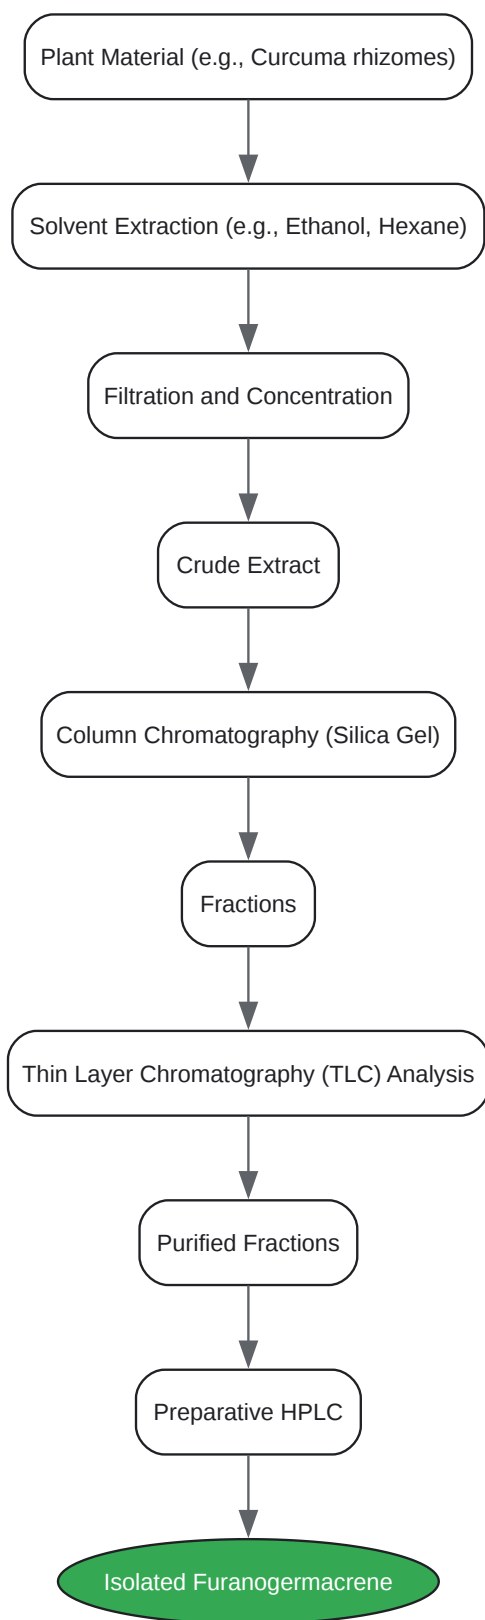 Plant Material (e.g., Curcuma rhizomes)
Solvent Extraction (e.g., Ethanol, Hexane)
Filtration and Concentration
Crude Extract
Column Chromatography (Silica Gel)
Fractions
Thin Layer Chromatography (TLC) Analysis
Purified Fractions
Preparative HPLC
Isolated Furanogermacrene